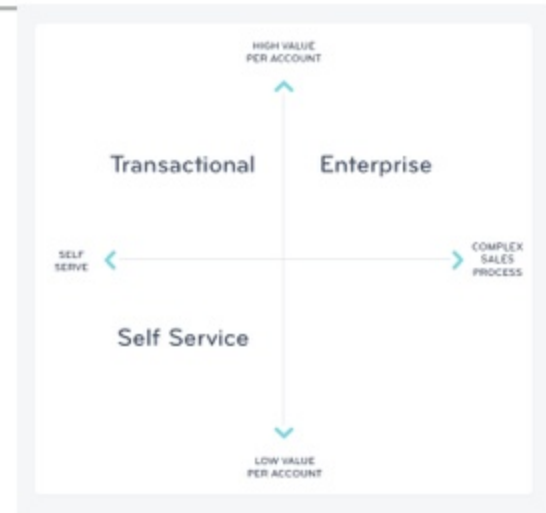 HIGH VALUE
PER ACCOUNT
Transactional
Enterprise
SELF
SERVE
COMPLEX
SALES
PROCESS
Self Service
LOW VALUE
PER ACCOUNT